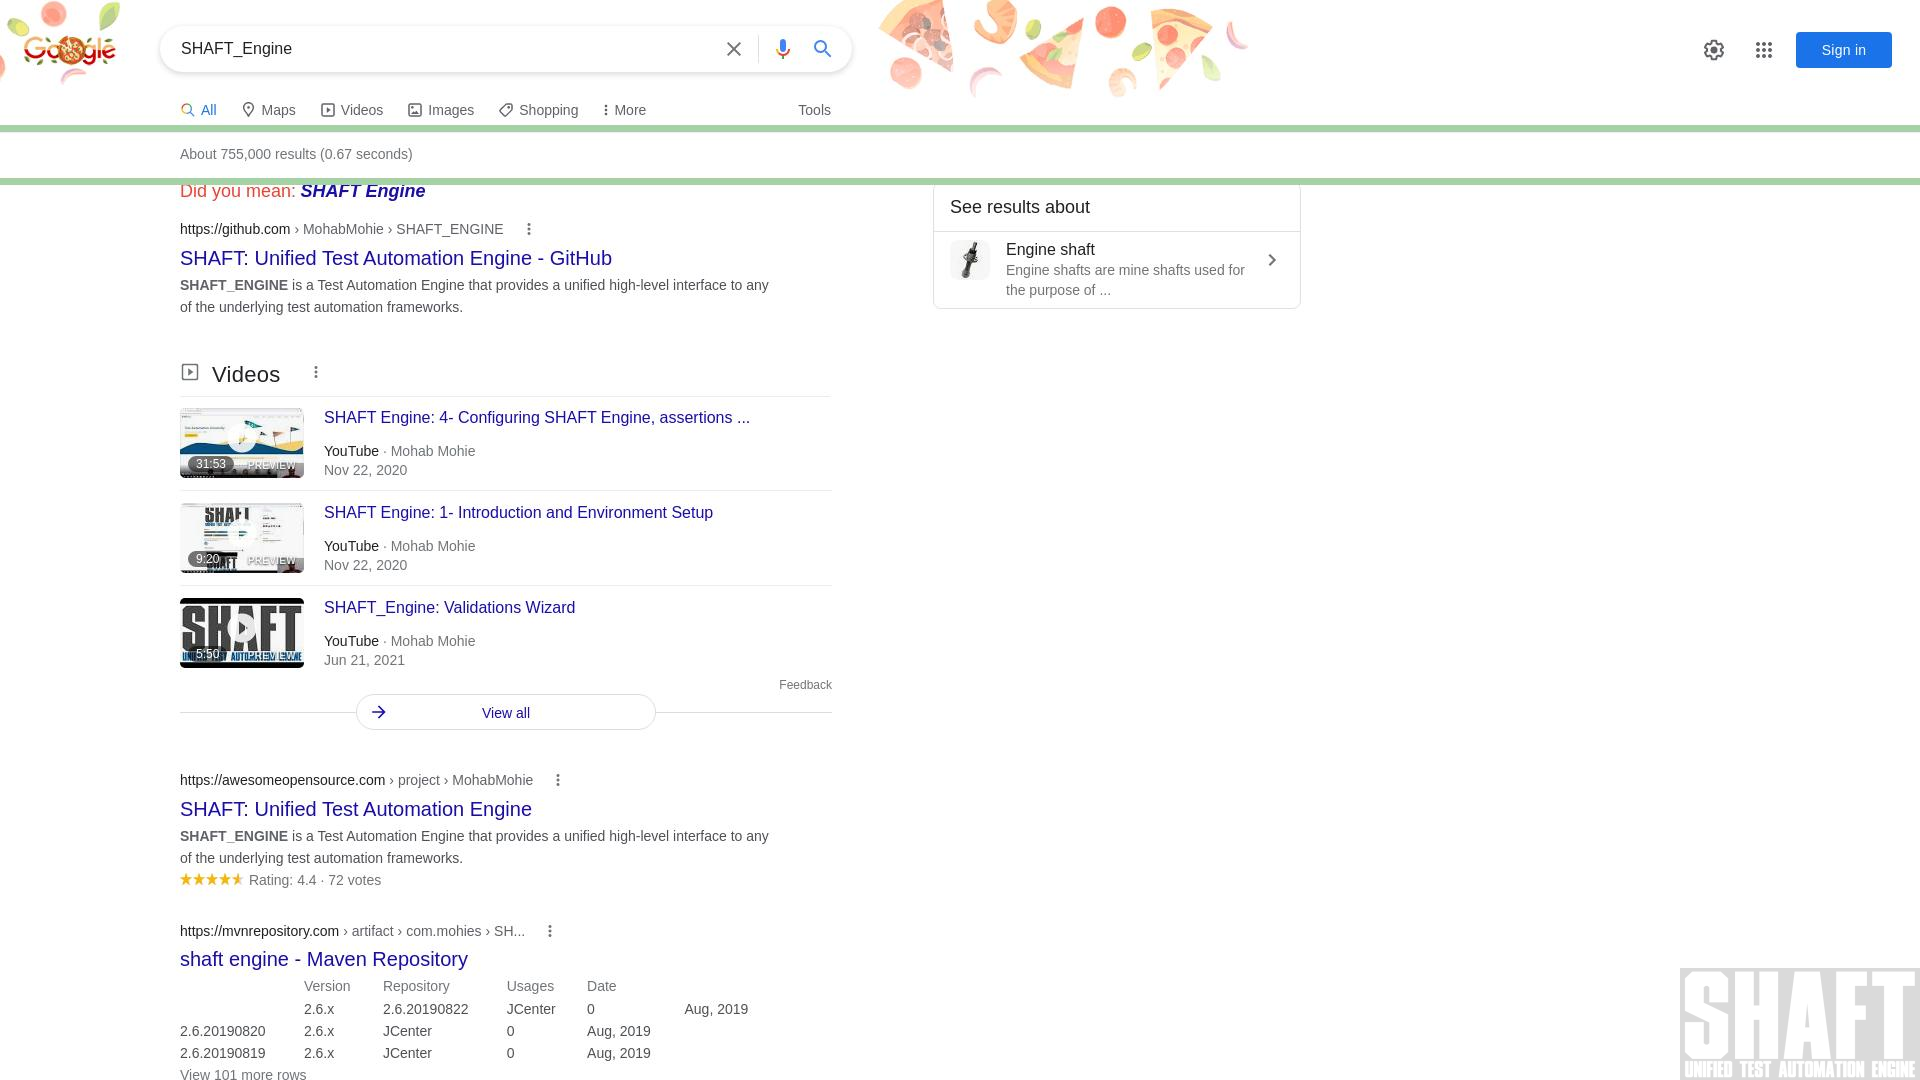 Google
SHAFT_Engine
Sign in
All
Maps
Videos
Images
Shopping
More
Tools
About 755,000 results (0.67 seconds)
Did you mean: SHAFT Engine
https://github.com › MohabMohie › SHAFT_ENGINE
SHAFT: Unified Test Automation Engine - GitHub
SHAFT_ENGINE is a Test Automation Engine that provides a unified high-level interface to any
of the underlying test automation frameworks.
See results about
Engine shaft
Engine shafts are mine shafts used for
the purpose of ...
Videos
SHAFT Engine: 4- Configuring SHAFT Engine, assertions ...
31:53
PREVIEW
YouTube · Mohab Mohie
Nov 22, 2020
SHAFT
SHAFT Engine: 1- Introduction and Environment Setup
9:20
PREVIEW
YouTube · Mohab Mohie
Nov 22, 2020
SHAFT
UNIFIED TEST AUTOMATION ENGINE
SHAFT_Engine: Validations Wizard
5:50
PREVIEW
YouTube · Mohab Mohie
Jun 21, 2021
Feedback
View all
https://awesomeopensource.com › project › MohabMohie
SHAFT: Unified Test Automation Engine
SHAFT_ENGINE is a Test Automation Engine that provides a unified high-level interface to any
of the underlying test automation frameworks.
Rating: 4.4 · 72 votes
https://mvnrepository.com › artifact › com.mohies › SH...
shaft engine - Maven Repository
Version Repository Usages Date
2.6.x 2.6.20190822 JCenter 0 Aug, 2019
2.6.20190820 2.6.x JCenter 0 Aug, 2019
2.6.20190819 2.6.x JCenter 0 Aug, 2019
View 101 more rows
SHAFT
UNIFIED TEST AUTOMATION ENGINE